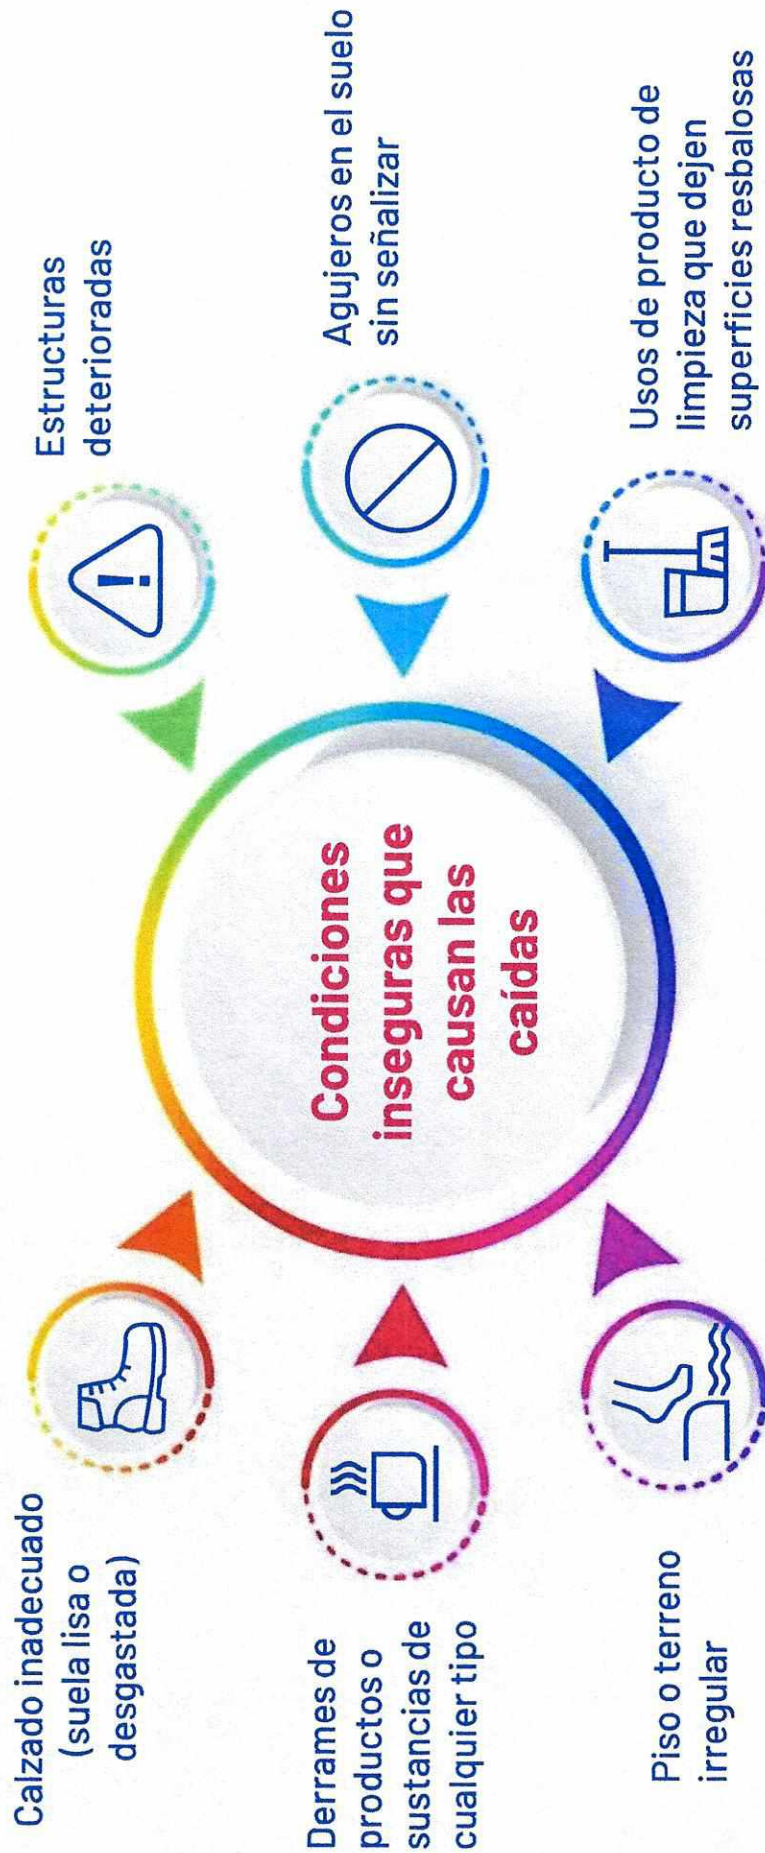 Condiciones
inseguras que
causan las
caídas
Calzado inadecuado
(suela lisa o
desgastada)
Derrames de
productos o
sustancias de
cualquier tipo
Piso o terreno
irregular
Estructuras
deterioradas
Agujeros en el suelo
sin señalizar
Usos de producto de
limpieza que dejen
superficies resbalosas